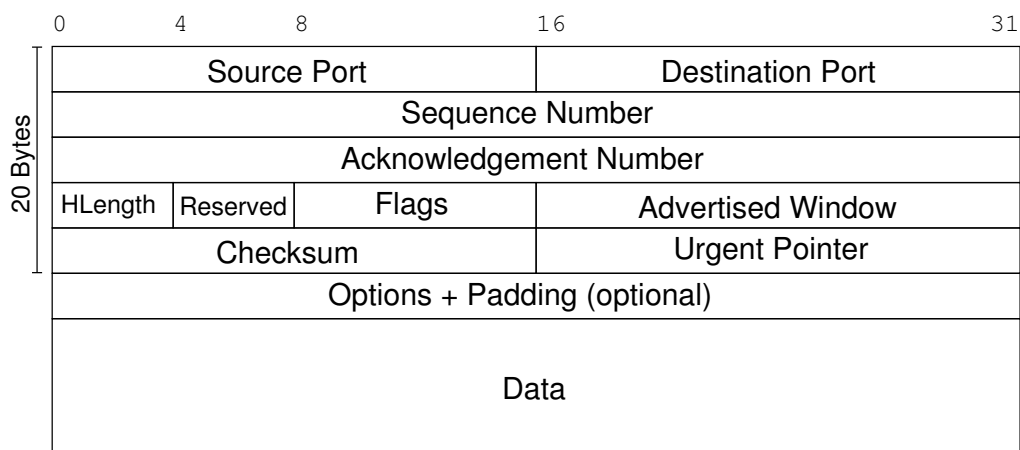 0 4 8 16 31
Source Port Destination Port
Sequence Number
Acknowledgement Number
HLength Reserved Flags Advertised Window
Checksum Urgent Pointer
Options + Padding (optional)
Data
20 Bytes